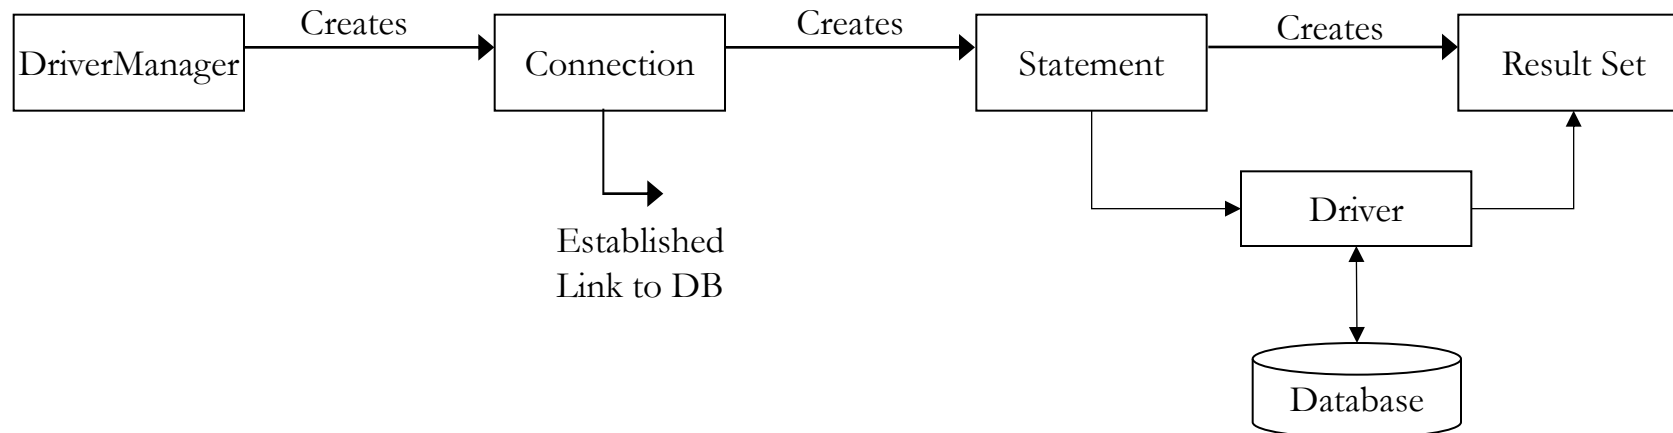 Creates
Creates
Creates
DriverManager
Connection
Statement
Result Set
Driver
Established
Link to DB
Database